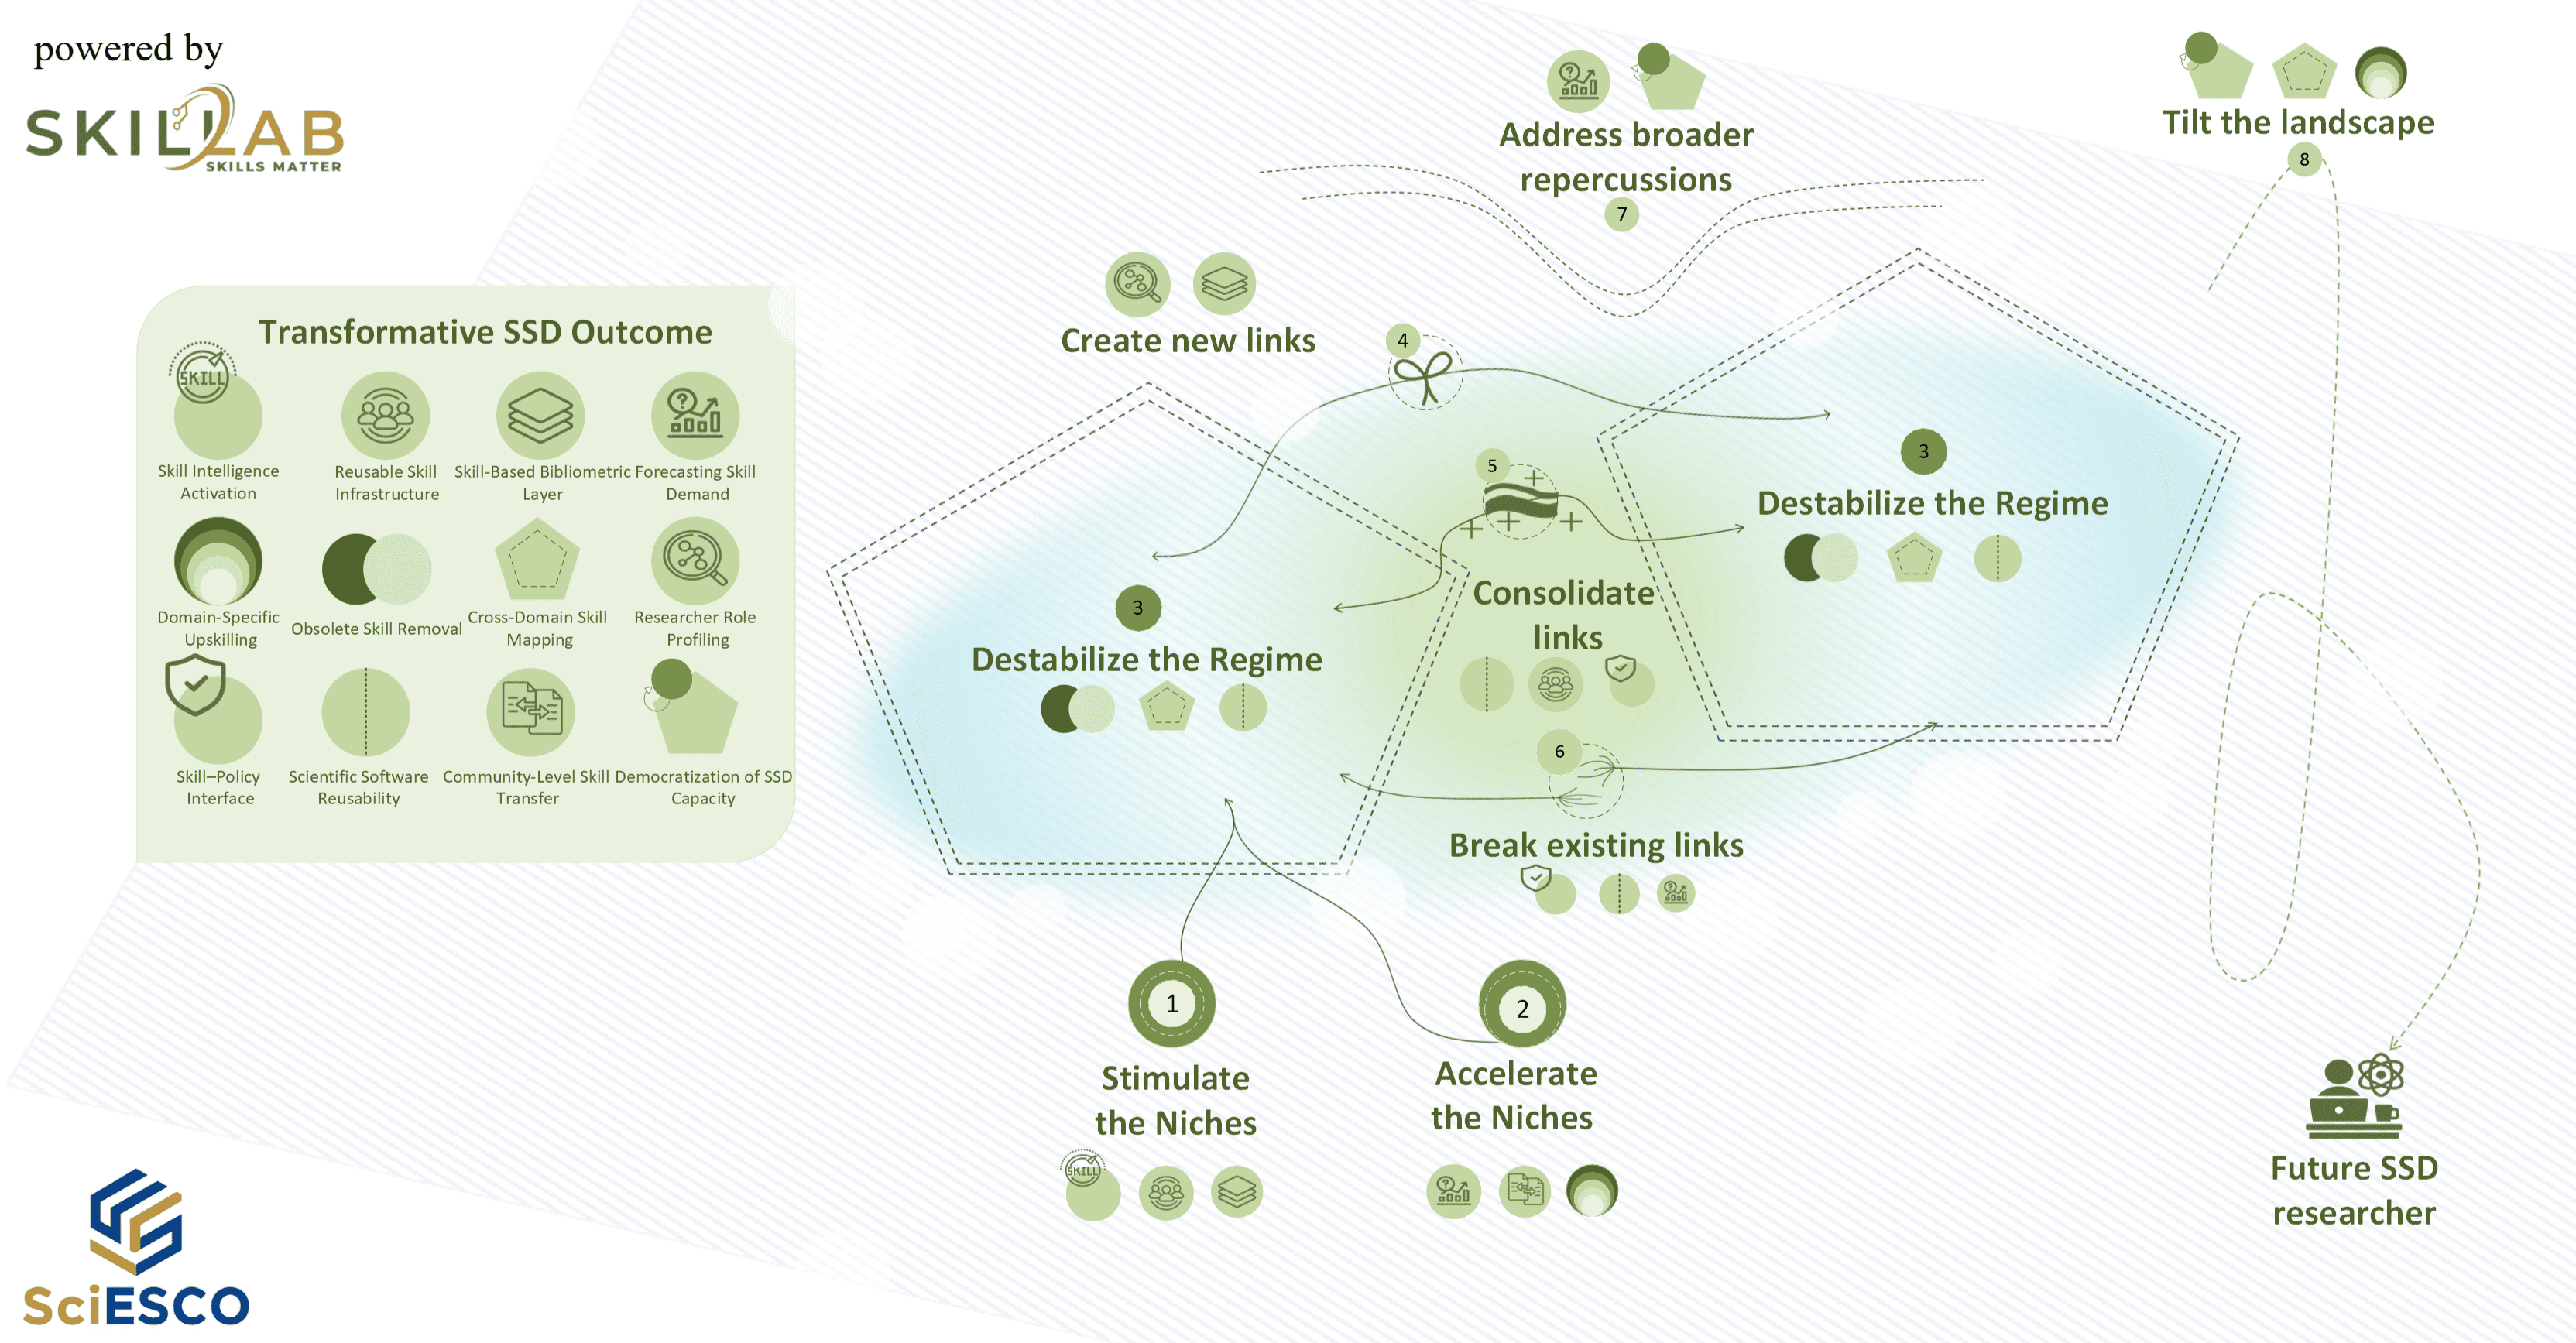 powered by
SKILLAB
SKILLS MATTER
Transformative SSD Outcome
SKILL
Skill Intelligence
Activation
Reusable Skill
Infrastructure
Skill-Based Bibliometric
Layer
Forecasting Skill
Demand
Domain-Specific
Upskilling
Obsolete Skill Removal
Cross-Domain Skill
Mapping
Researcher Role
Profiling
Skill–Policy
Interface
Scientific Software
Reusability
Community-Level Skill
Transfer
Democratization of SSD
Capacity
Address broader
repercussions
7
Tilt the landscape
8
Create new links
4
5
3
Destabilize the Regime
3
Destabilize the Regime
Consolidate
links
6
Break existing links
1
Stimulate
the Niches
SKILL
2
Accelerate
the Niches
Future SSD
researcher
SciESCO